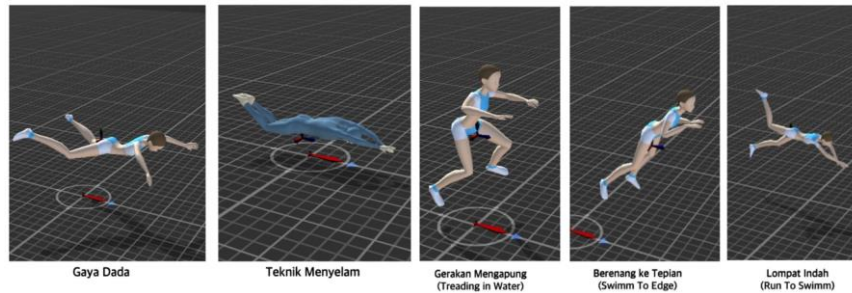 Gaya Dada
Teknik Menyelam
Gerakan Mengapung
(Treading in Water)
Berenang ke Tepian
(Swimm To Edge)
Lompat Indah
(Run To Swimm)